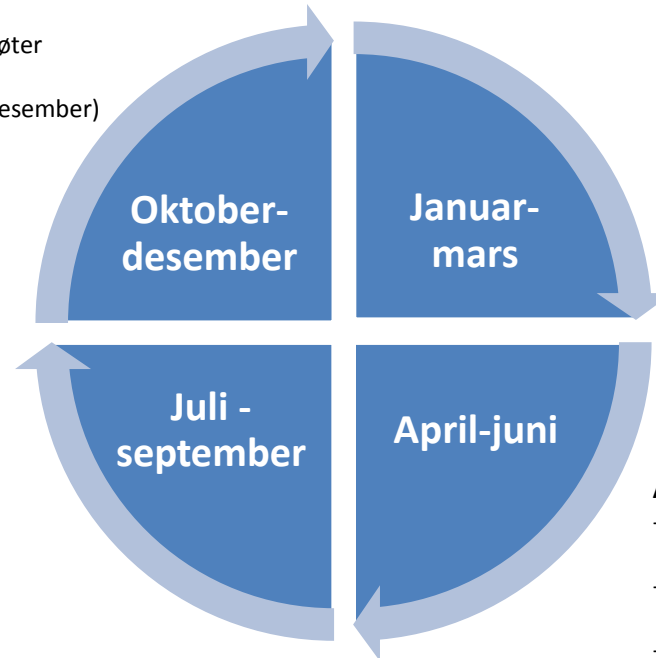 øter
esember)
Oktober-
desember
Januar-
mars
Juli -
september
April-juni
-
-
-